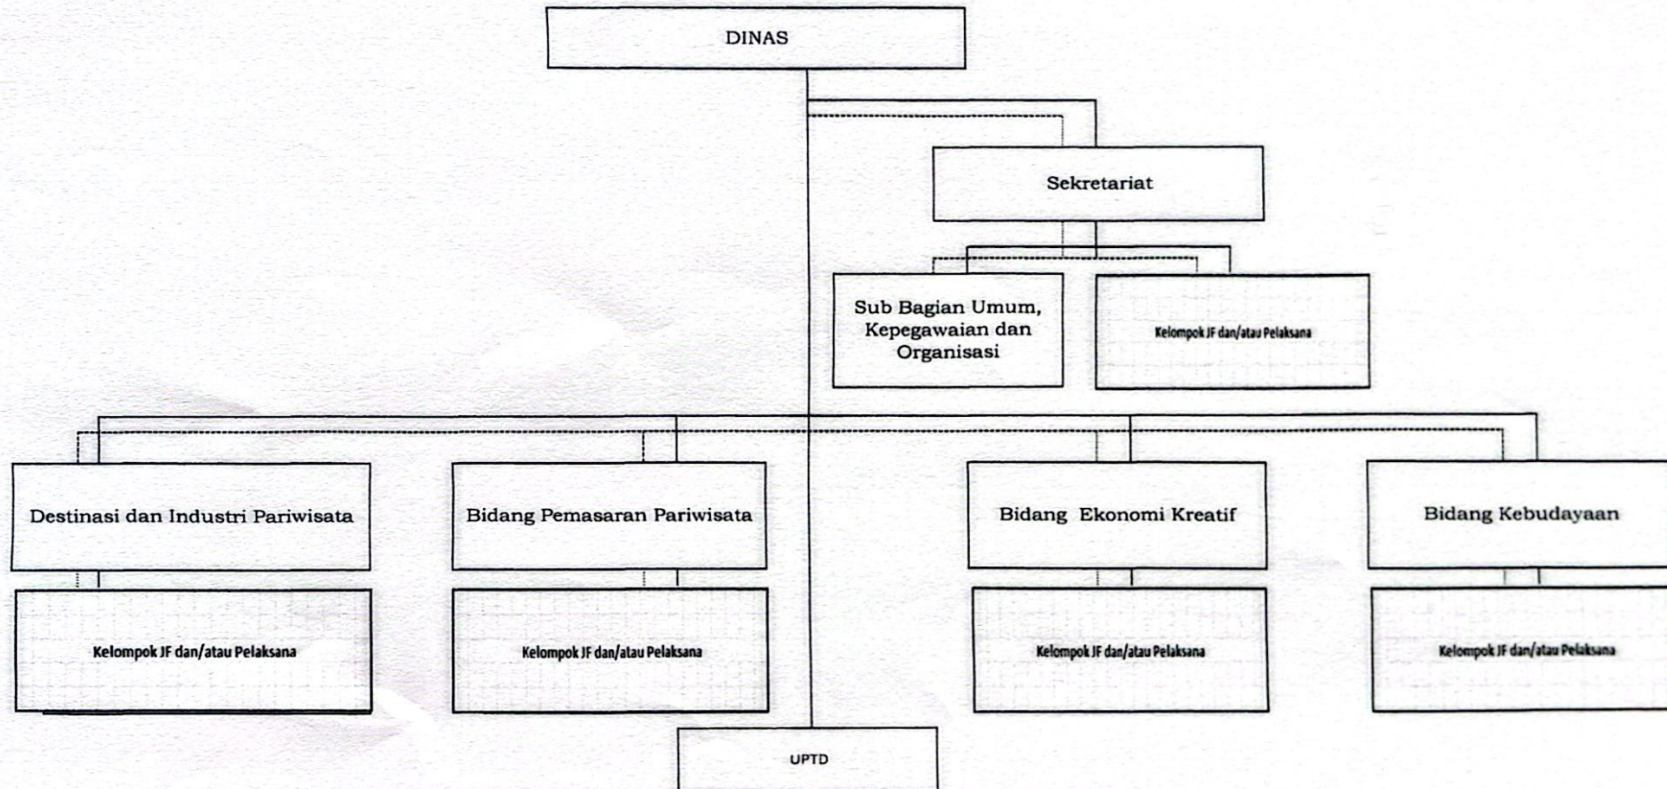 DINAS
Sekretariat
Sub Bagian Umum,
Kepegawaian dan
Organisasi
Kelompok JF dan/atau Pelaksana
Destinasi dan Industri Pariwisata
Bidang Pemasaran Pariwisata
Bidang Ekonomi Kreatif
Bidang Kebudayaan
Kelompok JF dan/atau Pelaksana
Kelompok JF dan/atau Pelaksana
Kelompok JF dan/atau Pelaksana
Kelompok JF dan/atau Pelaksana
UPTD